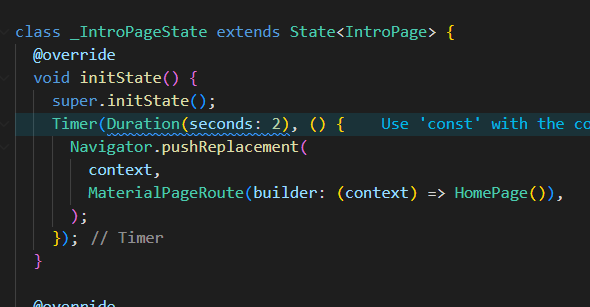 class _IntroPageState extends State<IntroPage> {
  @override
  void initState() {
    super.initState();
    Timer(Duration(seconds: 2), () {    Use 'const' with the co
      Navigator.pushReplacement(
        context,
        MaterialPageRoute(builder: (context) => HomePage()),
      );
    }); // Timer
  }
  @override